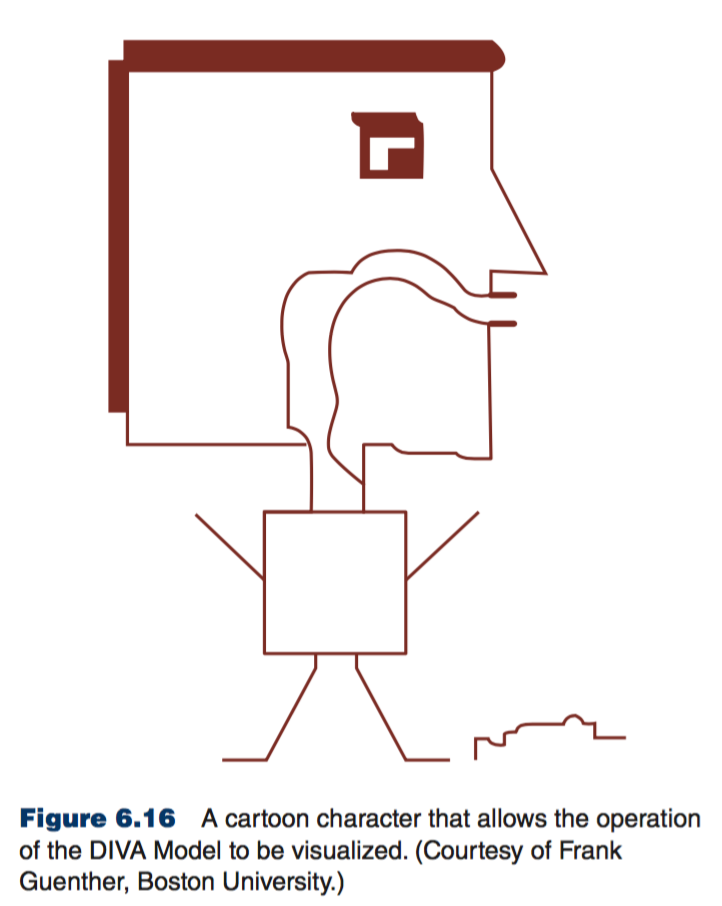 Figure 6.16 A cartoon character that allows the operation
of the DIVA Model to be visualized. (Courtesy of Frank
Guenther, Boston University.)